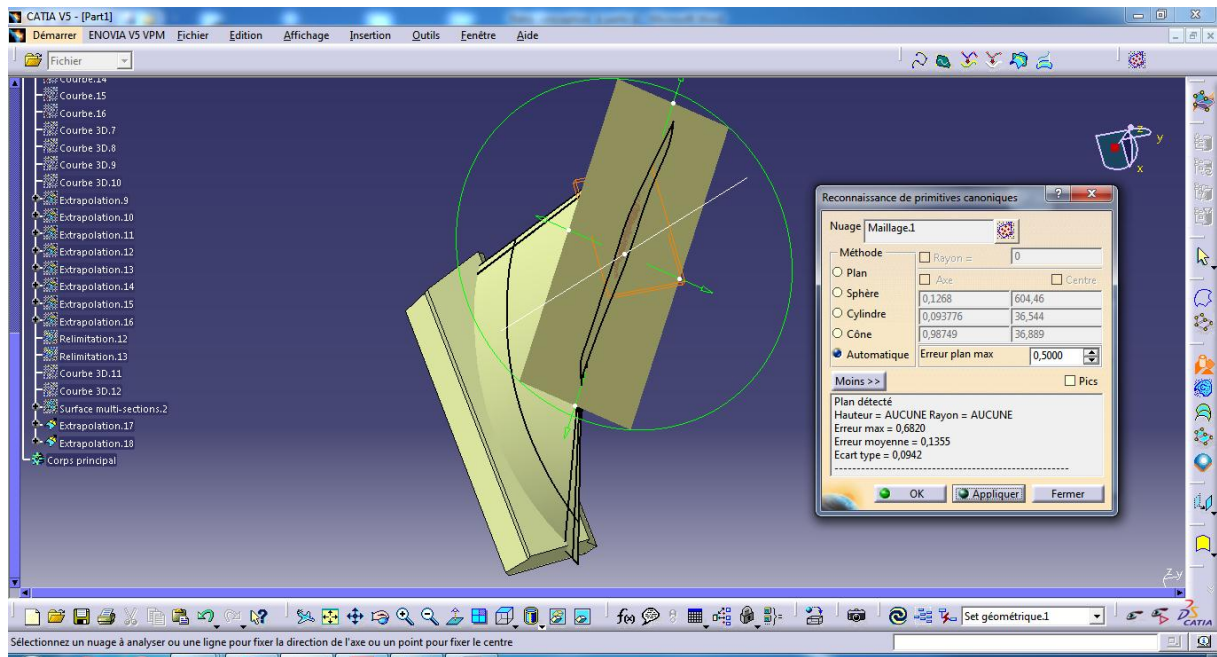 CATIA V5 - [Part1]
Démarrer ENOVIA V5 VPM Fichier Edition Affichage Insertion Outils Fenêtre Aide
Fichier
Courbe.14
Courbe.15
Courbe.16
Courbe 3D.7
Courbe 3D.8
Courbe 3D.9
Courbe 3D.10
Extrapolation.9
Extrapolation.10
Extrapolation.11
Extrapolation.12
Extrapolation.13
Extrapolation.14
Extrapolation.15
Extrapolation.16
Relimitation.12
Relimitation.13
Courbe 3D.11
Courbe 3D.12
Surface multi-sections.2
Extrapolation.17
Extrapolation.18
Corps principal
z
y
x
Reconnaissance de primitives canoniques
Nuage Maillage.1
Méthode
Rayon = 0
Plan
Axe Centre
Sphère 0,1268 604,46
Cylindre 0,093776 36,544
Cône 0,98749 36,889
Automatique Erreur plan max 0,5000
Moins >> Pics
Plan détecté
Hauteur = AUCUNE Rayon = AUCUNE
Erreur max = 0,6820
Erreur moyenne = 0,1355
Ecart type = 0,0942
OK Appliquer Fermer
z y
x
f(x) Set géométrique.1
CATIA
Sélectionnez un nuage à analyser ou une ligne pour fixer la direction de l'axe ou un point pour fixer le centre